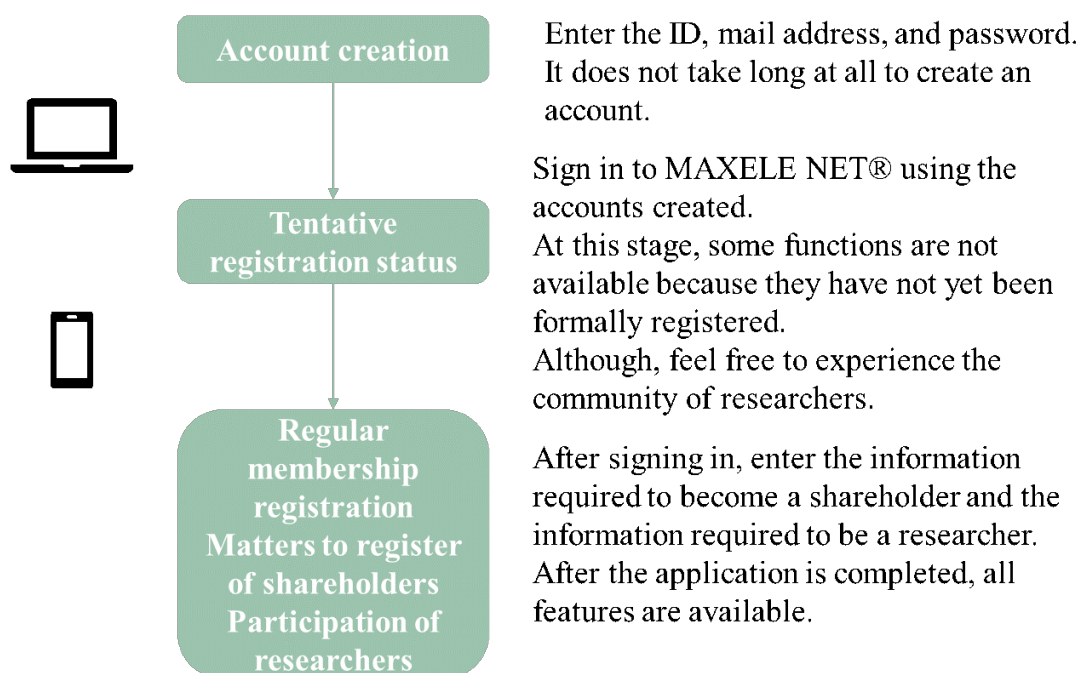 Account creation
Enter the ID, mail address, and password.
It does not take long at all to create an
account.
Tentative
registration status
Sign in to MAXELE NET® using the
accounts created.
At this stage, some functions are not
available because they have not yet been
formally registered.
Although, feel free to experience the
community of researchers.
Regular
membership
registration
Matters to register
of shareholders
Participation of
researchers
After signing in, enter the information
required to become a shareholder and the
information required to be a researcher.
After the application is completed, all
features are available.